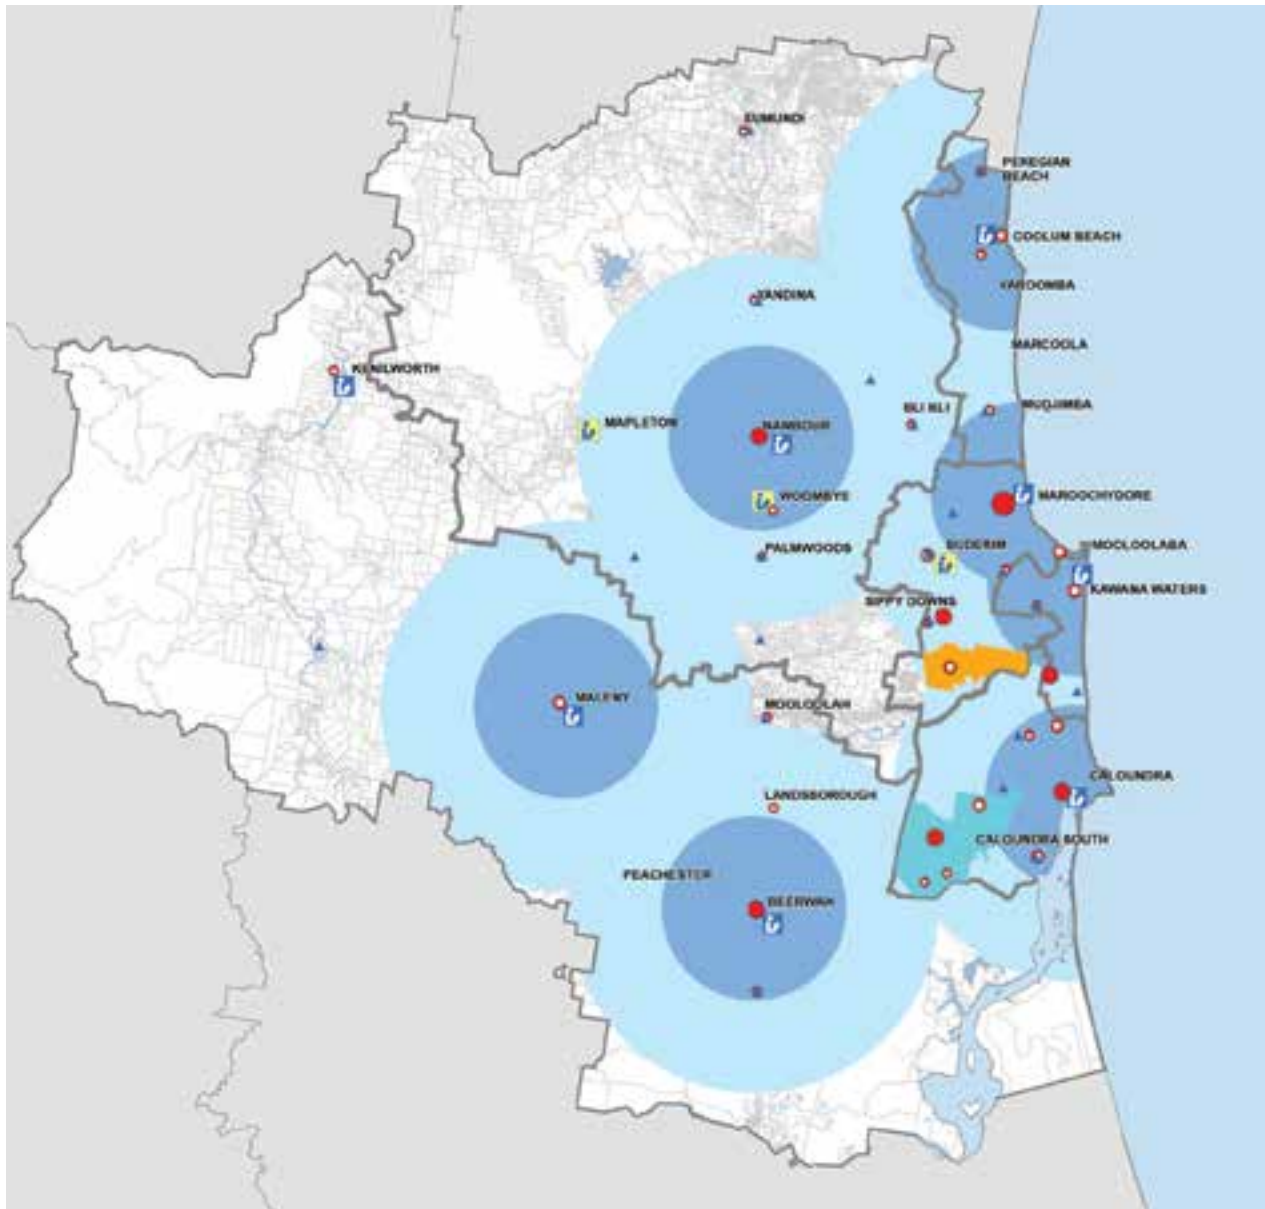 EUMUNDI
PEREGIAN
BEACH
COOLUM BEACH
YAROOMBA
YANDINA
MARCOOLA
KENILWORTH
MUDJIMBA
BLI BLI
MAPLETON
NAMBOUR
WOOMBYE
MAROOCHYDORE
PALMWOODS
BUDERIM
MOOLOOLABA
KAWANA WATERS
SIPPY DOWNS
MALENY
MOOLOOLAH
CALOUNDRA
LANDSBOROUGH
CALOUNDRA SOUTH
PEACHESTER
BEERWAH